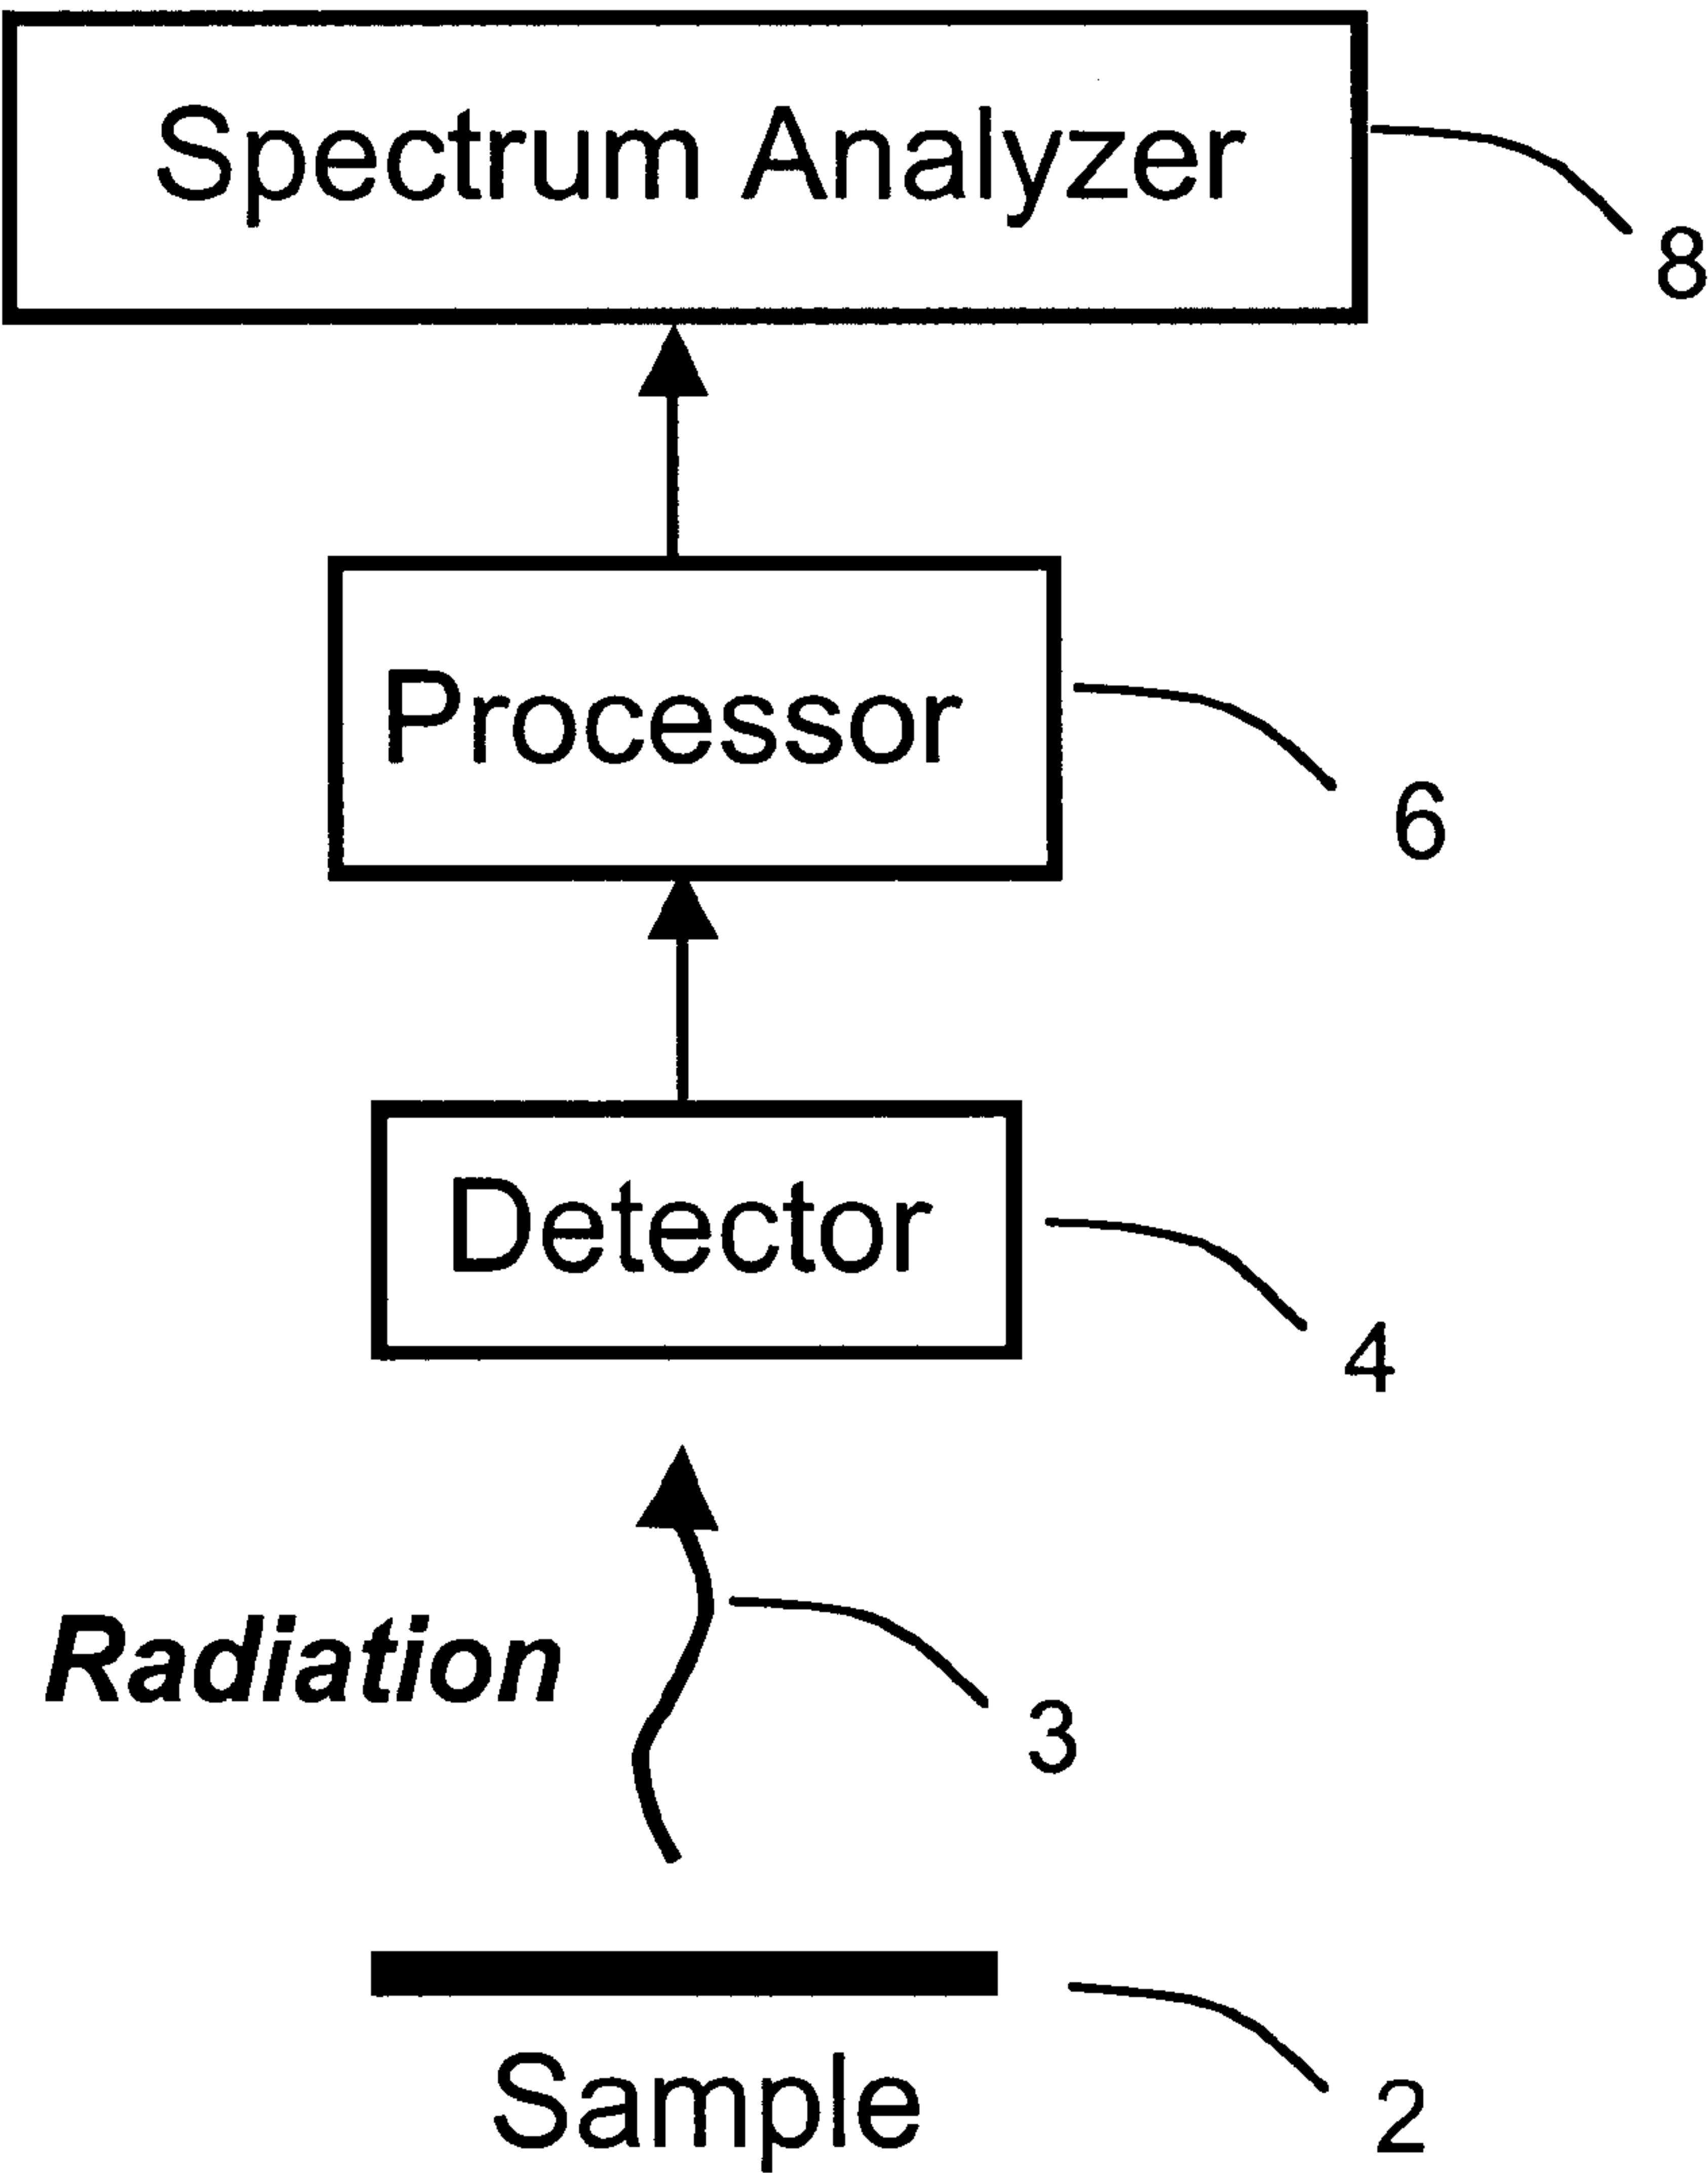 Spectrum Analyzer
8
Processor
6
Detector
4
Radiation
3
Sample
2